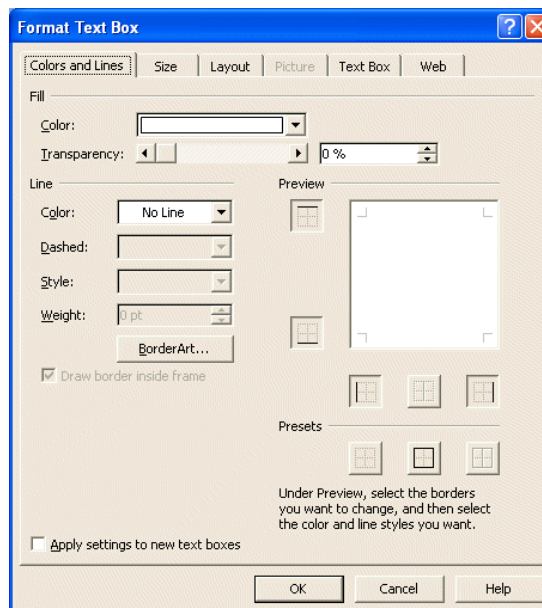 Format Text Box
Colors and Lines Size Layout Picture Text Box Web
Fill
Color:
Transparency: 0 %
Line
Color: No Line
Dashed:
Style:
Weight: 0 pt
BorderArt...
Draw border inside frame
Preview
Presets
Under Preview, select the borders
you want to change, and then select
the color and line styles you want.
Apply settings to new text boxes
OK Cancel Help